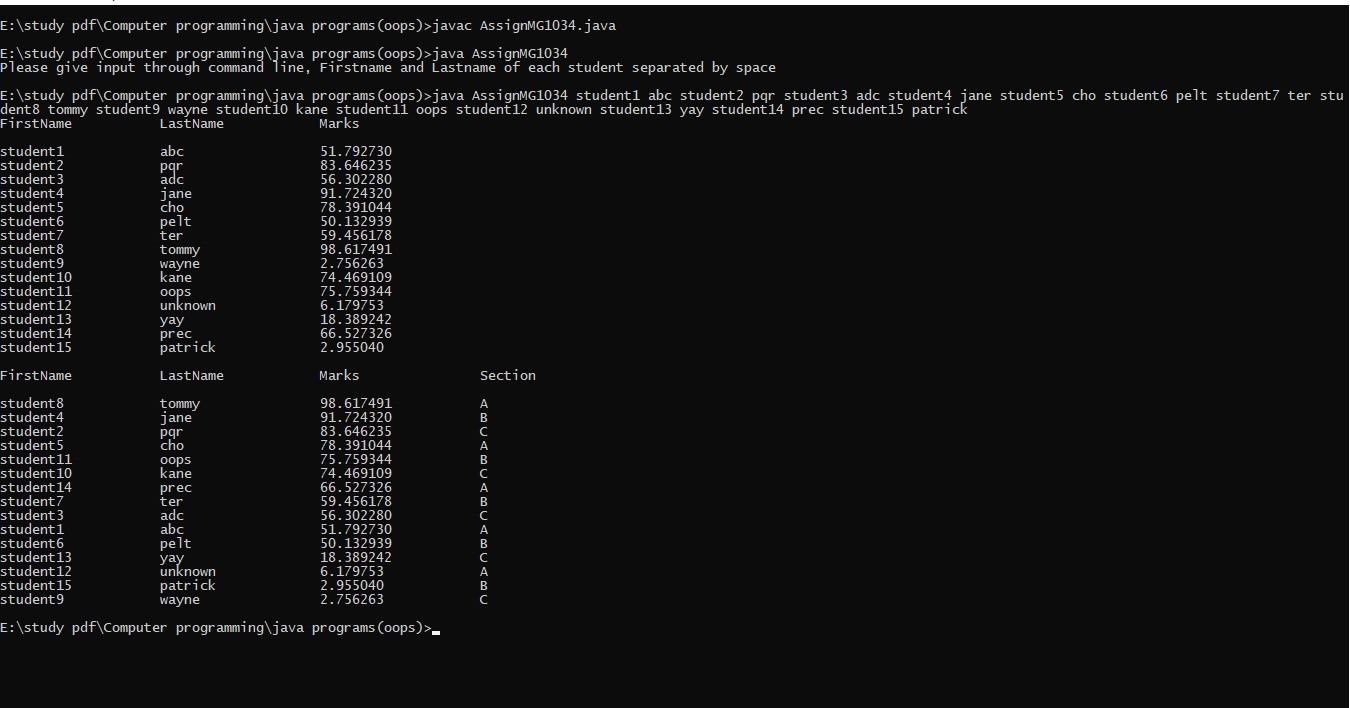 E:\study pdf\Computer programming\java programs(oops)>javac AssignMG1034.java
E:\study pdf\Computer programming\java programs(oops)>java AssignMG1034
Please give input through command line, Firstname and Lastname of each student separated by space
E:\study pdf\Computer programming\java programs(oops)>java AssignMG1034 student1 abc student2 pqr student3 adc student4 jane student5 cho student6 pelt student7 ter stu
dent8 tommy student9 wayne student10 kane student11 oops student12 unknown student13 yay student14 prec student15 patrick
FirstName LastName Marks
student1 abc 51.792730
student2 pqr 83.646235
student3 adc 56.302280
student4 jane 91.724320
student5 cho 78.391044
student6 pelt 50.132939
student7 ter 59.456178
student8 tommy 98.617491
student9 wayne 2.756263
student10 kane 74.469109
student11 oops 75.759344
student12 unknown 6.179753
student13 yay 18.389242
student14 prec 66.527326
student15 patrick 2.955040
FirstName LastName Marks Section
student8 tommy 98.617491 A
student4 jane 91.724320 B
student2 pqr 83.646235 C
student5 cho 78.391044 A
student11 oops 75.759344 B
student10 kane 74.469109 C
student14 prec 66.527326 A
student7 ter 59.456178 B
student3 adc 56.302280 C
student1 abc 51.792730 A
student6 pelt 50.132939 B
student13 yay 18.389242 C
student12 unknown 6.179753 A
student15 patrick 2.955040 B
student9 wayne 2.756263 C
E:\study pdf\Computer programming\java programs(oops)>